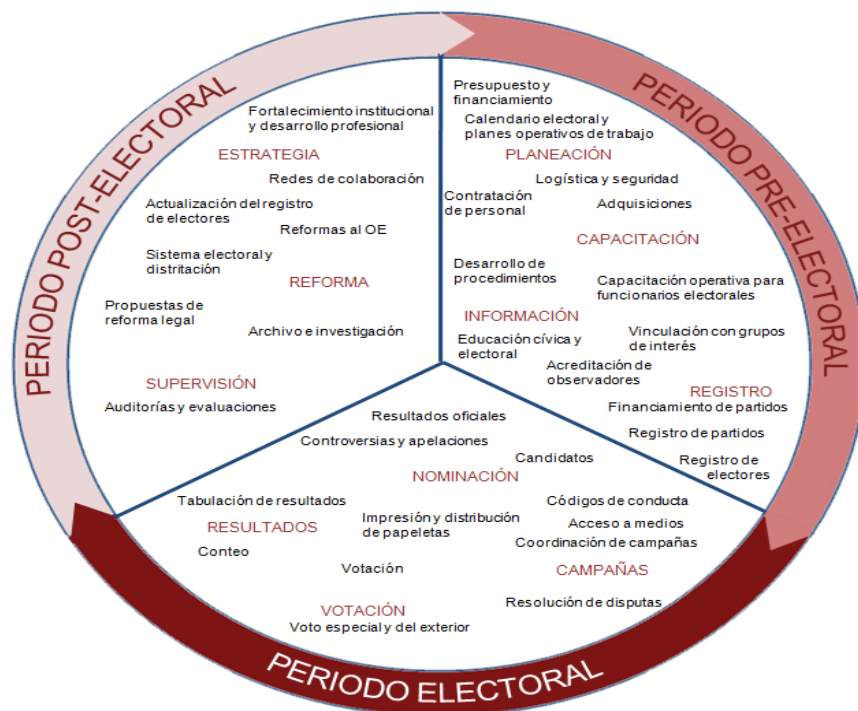 PERIODO PRE-ELECTORAL
Presupuesto y
financiamiento
Calendario electoral y
planes operativos de trabajo
PLANEACIÓN
Logística y seguridad
Contratación
de personal
Adquisiciones
CAPACITACIÓN
Desarrollo de
procedimientos
Capacitación operativa para
funcionarios electorales
INFORMACIÓN
Educación cívica y
electoral
Vinculación con grupos
de interés
Acreditación de
observadores
REGISTRO
Financiamiento de partidos
Registro de partidos
Registro de
electores
PERIODO ELECTORAL
Resultados oficiales
Controversias y apelaciones
Candidatos
NOMINACIÓN
Tabulación de resultados
Códigos de conducta
RESULTADOS
Impresión y distribución
de papeletas
Acceso a medios
Coordinación de campañas
Conteo
Votación
CAMPAÑAS
VOTACIÓN
Resolución de disputas
Voto especial y del exterior
PERIODO POST-ELECTORAL
Fortalecimiento institucional
y desarrollo profesional
ESTRATEGIA
Redes de colaboración
Actualización del registro
de electores
Reformas al OE
Sistema electoral y
distritación
REFORMA
Propuestas de
reforma legal
Archivo e investigación
SUPERVISIÓN
Auditorías y evaluaciones